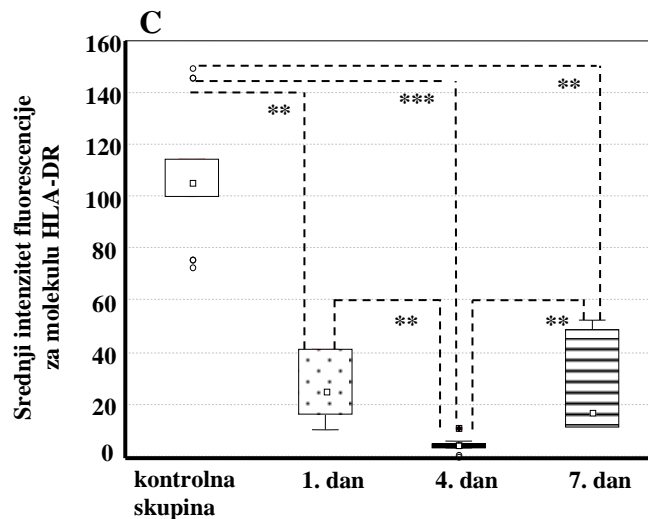 C
Srednji intenzitet fluorescencije
za molekulu HLA-DR
160
140
120
100
80
60
40
20
0
**
***
**
**
**
kontrolna
skupina
1. dan
4. dan
7. dan